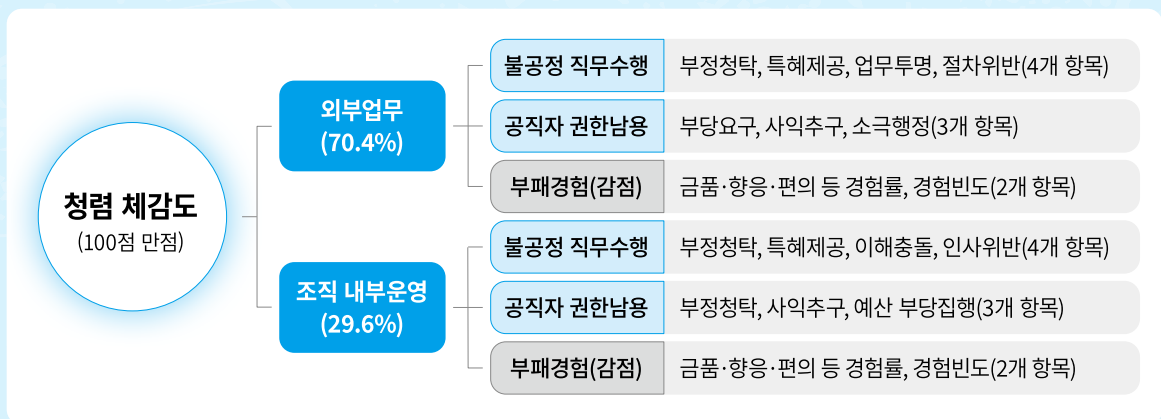 청렴 체감도
(100점 만점)
외부업무
(70.4%)
불공정 직무수행
부정청탁, 특혜제공, 업무투명, 절차위반(4개 항목)
공직자 권한남용
부당요구, 사익추구, 소극행정(3개 항목)
부패경험(감점)
금품·향응·편의 등 경험률, 경험빈도(2개 항목)
조직 내부운영
(29.6%)
불공정 직무수행
부정청탁, 특혜제공, 이해충돌, 인사위반(4개 항목)
공직자 권한남용
부정청탁, 사익추구, 예산 부당집행(3개 항목)
부패경험(감점)
금품·향응·편의 등 경험률, 경험빈도(2개 항목)